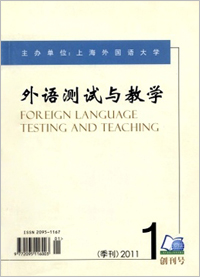 主办单位:上海外国语大学
外语测试与教学
FOREIGN LANGUAGE
TESTING AND TEACHING
ISSN 2095-1167
(季刊)2011
1
创刊号